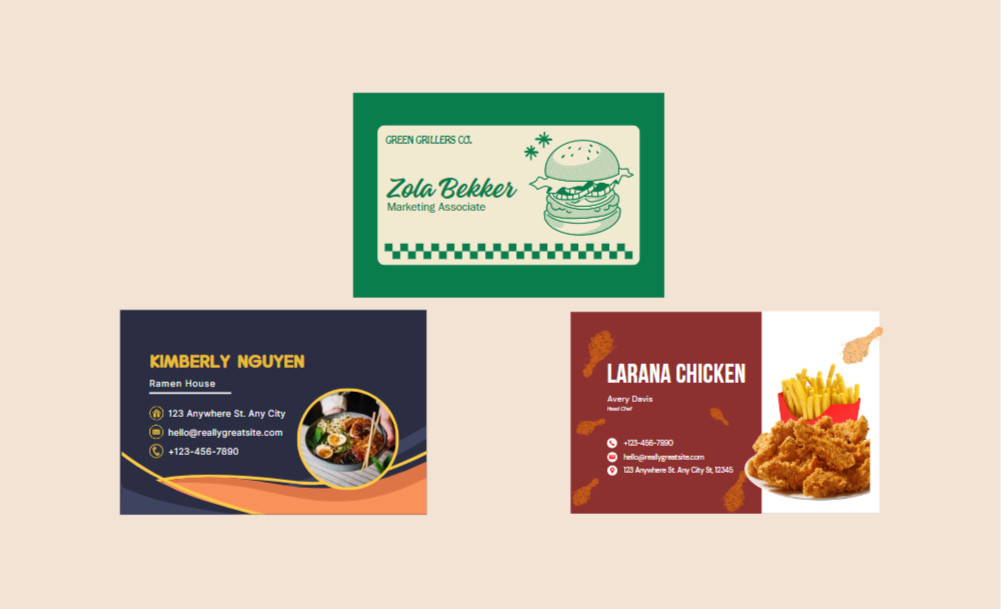 GREEN GRILLERS CO.
Zola Bekker
Marketing Associate
KIMBERLY NGUYEN
Ramen House
123 Anywhere St. Any City
hello@reallygreatsite.com
+123-456-7890
LARANA CHICKEN
Avery Davis
Head Chef
+123-456-7890
hello@reallygreatsite.com
123 Anywhere St. Any City St, 12345